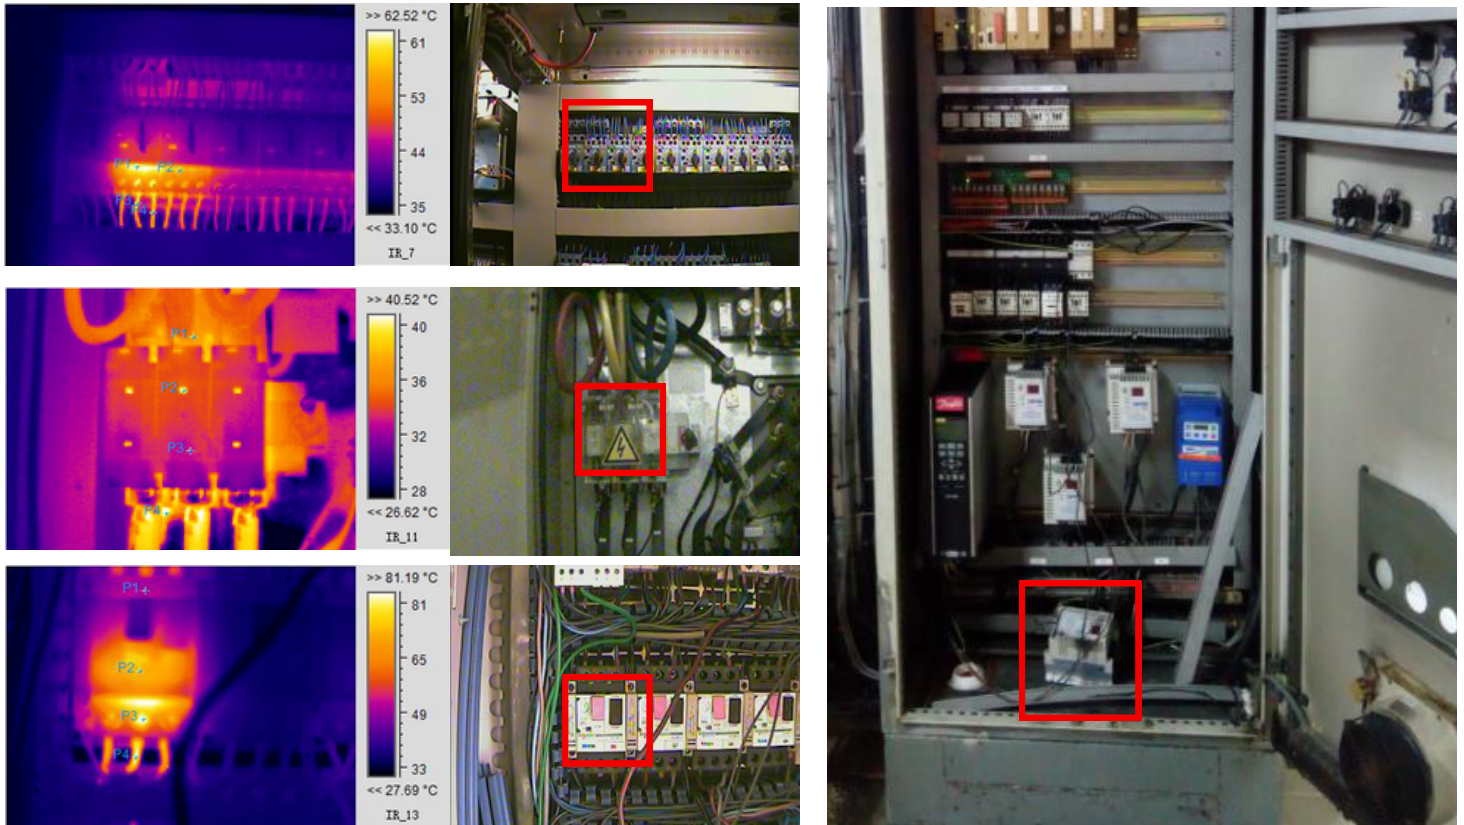 >> 62.52 °C
61
53
44
35
<< 33.10 °C
IR_7
P1
P2
P3
P4
>> 40.52 °C
40
36
32
28
<< 26.62 °C
IR_11
P1
P2
P3
P4
>> 81.19 °C
81
65
49
33
<< 27.69 °C
IR_13
P1
P2
P3
P4
Danfoss